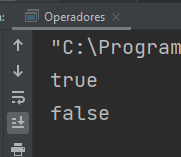 : Operadores ×
"C:\Program
true
false